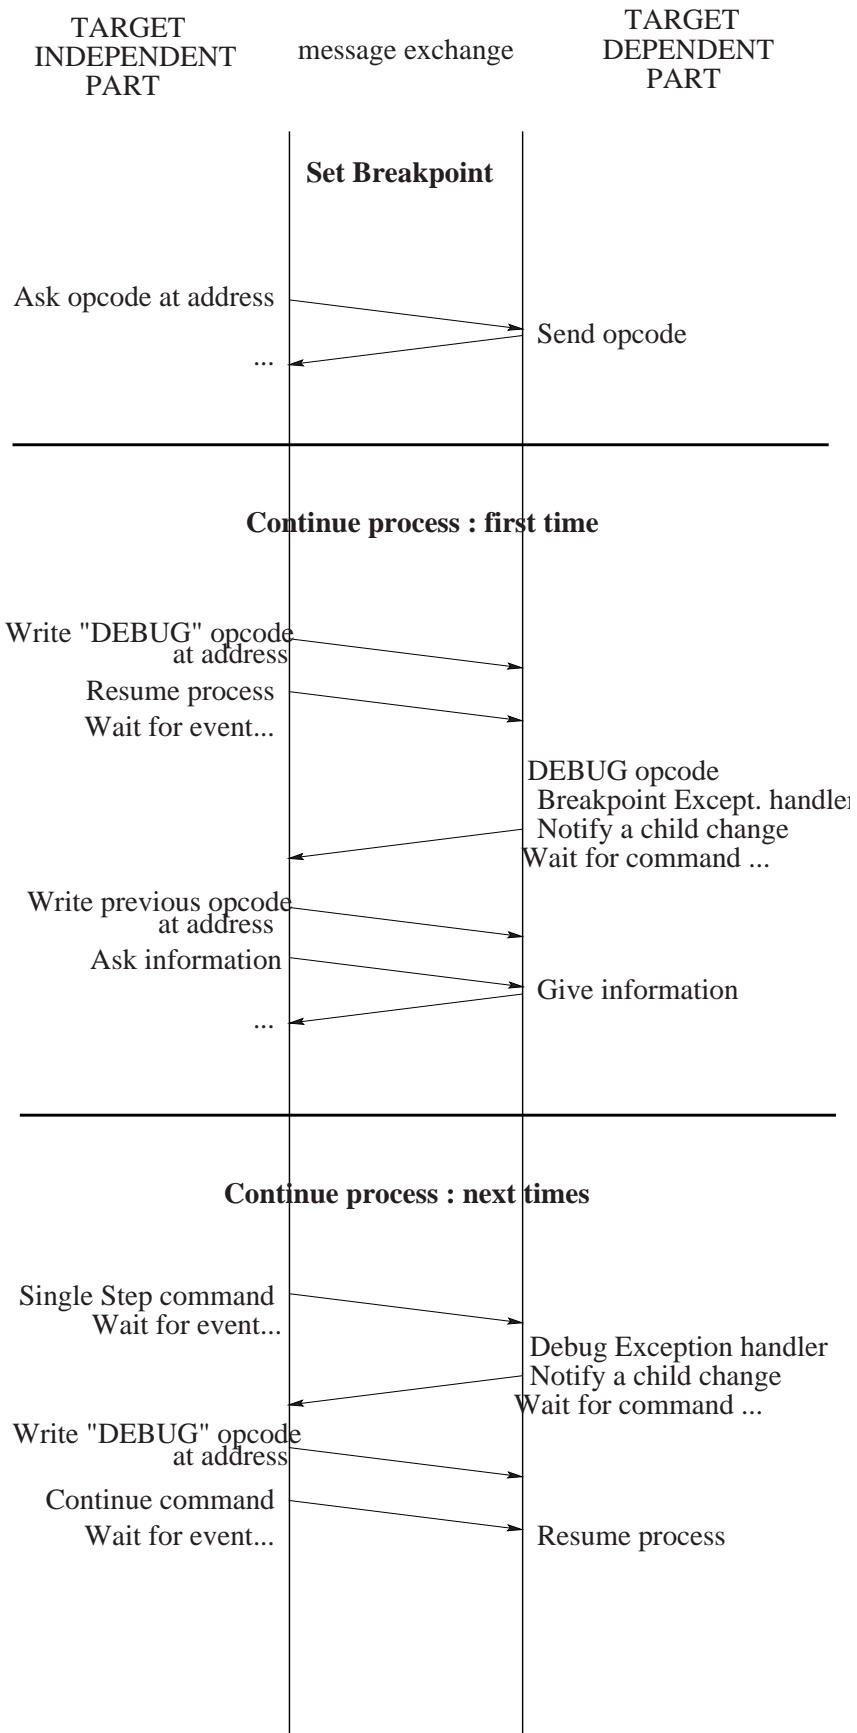 TARGET
INDEPENDENT
PART
message exchange
TARGET
DEPENDENT
PART
Set Breakpoint
Ask opcode at address
Send opcode
...
Continue process : first time
Write "DEBUG" opcode
at address
Resume process
Wait for event...
DEBUG opcode
Breakpoint Except. handler
Notify a child change
Wait for command ...
Write previous opcode
at address
Ask information
Give information
...
Continue process : next times
Single Step command
Wait for event...
Debug Exception handler
Notify a child change
Wait for command ...
Write "DEBUG" opcode
at address
Continue command
Wait for event...
Resume process